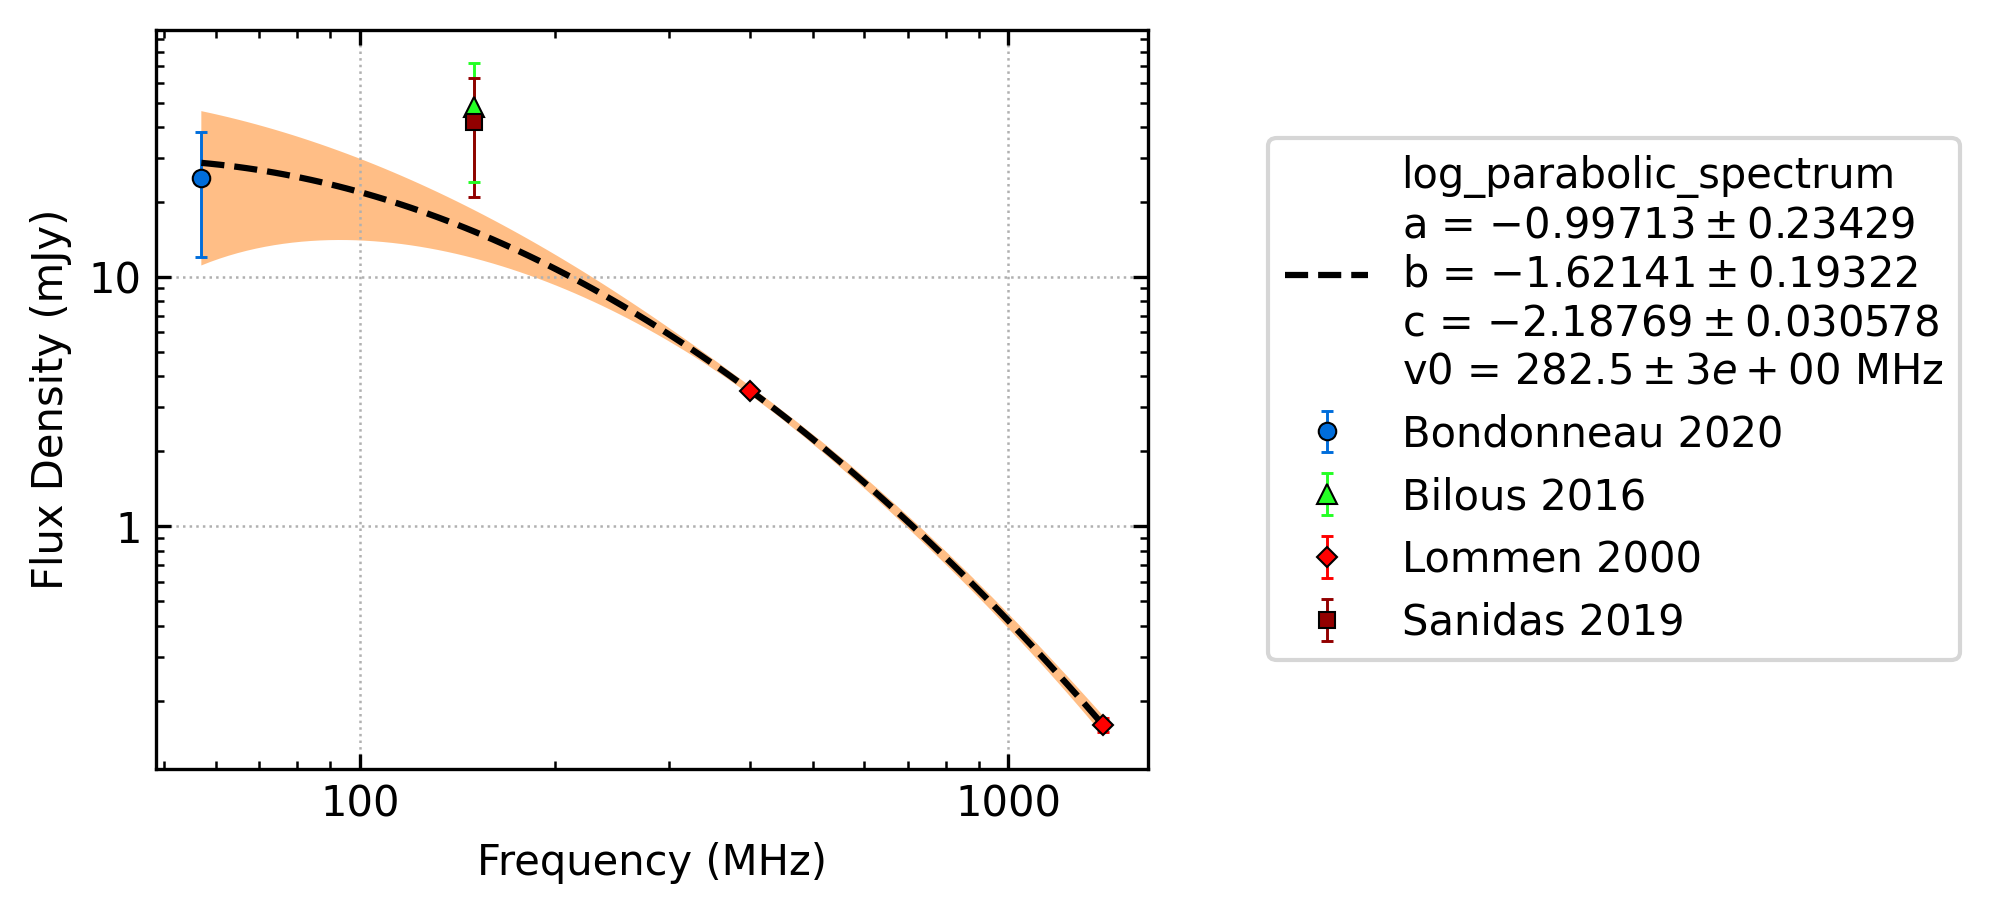 Flux Density (mJy)
10
1
100
1000
Frequency (MHz)
log_parabolic_spectrum
a = −0.99713 ± 0.23429
b = −1.62141 ± 0.19322
c = −2.18769 ± 0.030578
v0 = 282.5 ± 3e + 00 MHz
Bondonneau 2020
Bilous 2016
Lommen 2000
Sanidas 2019